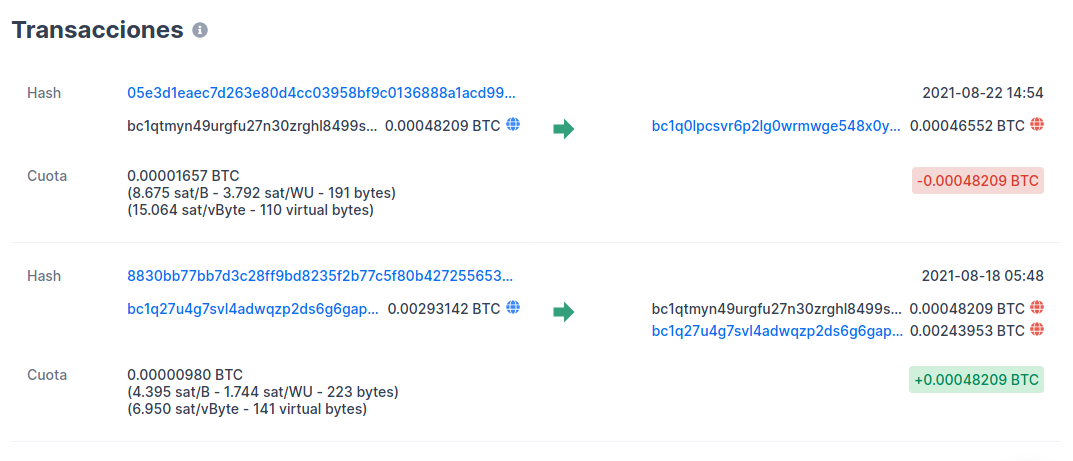 Transacciones
Hash 05e3d1eaec7d263e80d4cc03958bf9c0136888a1acd99... 2021-08-22 14:54
bc1qtmyn49urgfu27n30zrghl8499s... 0.00048209 BTC bc1q0lpcsvr6p2lg0wrmwge548x0y... 0.00046552 BTC
Cuota 0.00001657 BTC -0.00048209 BTC
(8.675 sat/B - 3.792 sat/WU - 191 bytes)
(15.064 sat/vByte - 110 virtual bytes)
Hash 8830bb77bb7d3c28ff9bd8235f2b77c5f80b427255653... 2021-08-18 05:48
bc1q27u4g7svl4adwqzp2ds6g6gap... 0.00293142 BTC bc1qtmyn49urgfu27n30zrghl8499s... 0.00048209 BTC
bc1q27u4g7svl4adwqzp2ds6g6gap... 0.00243953 BTC
Cuota 0.00000980 BTC +0.00048209 BTC
(4.395 sat/B - 1.744 sat/WU - 223 bytes)
(6.950 sat/vByte - 141 virtual bytes)